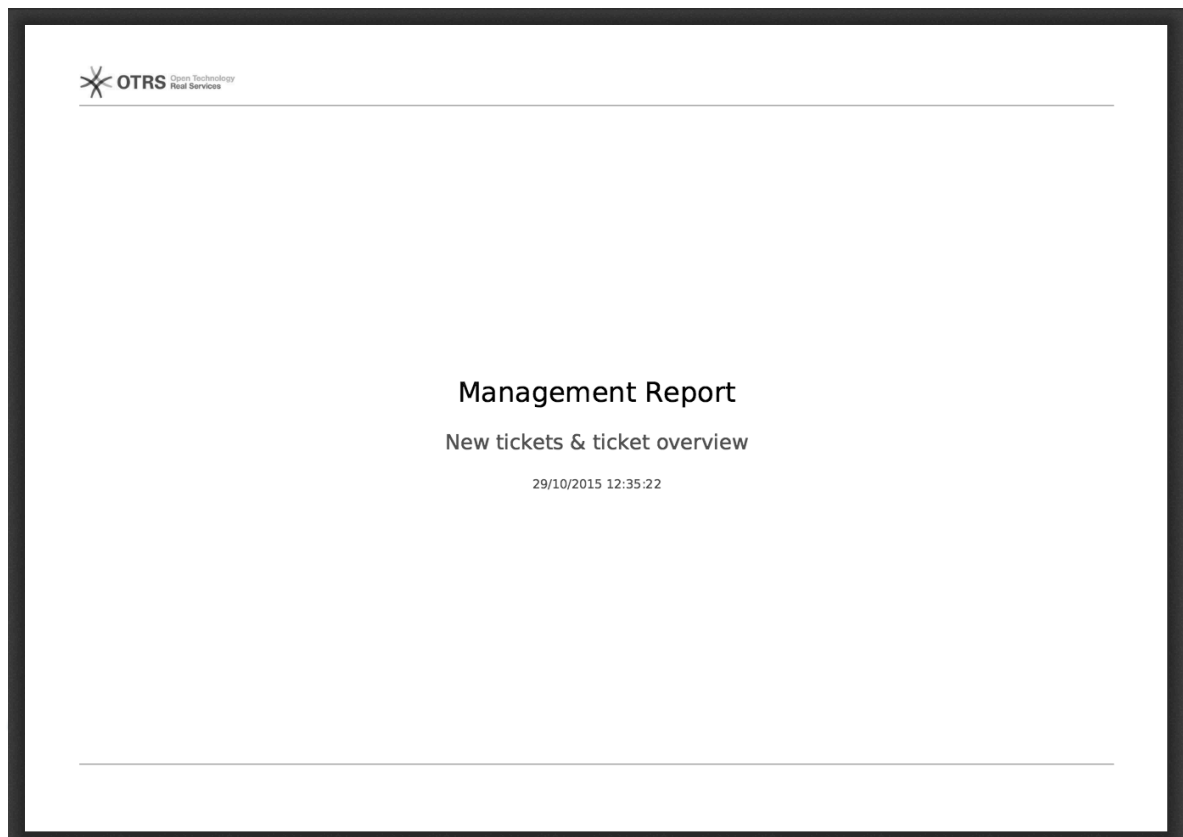 OTRS Open Technology
Real Services
Management Report
New tickets & ticket overview
29/10/2015 12:35:22